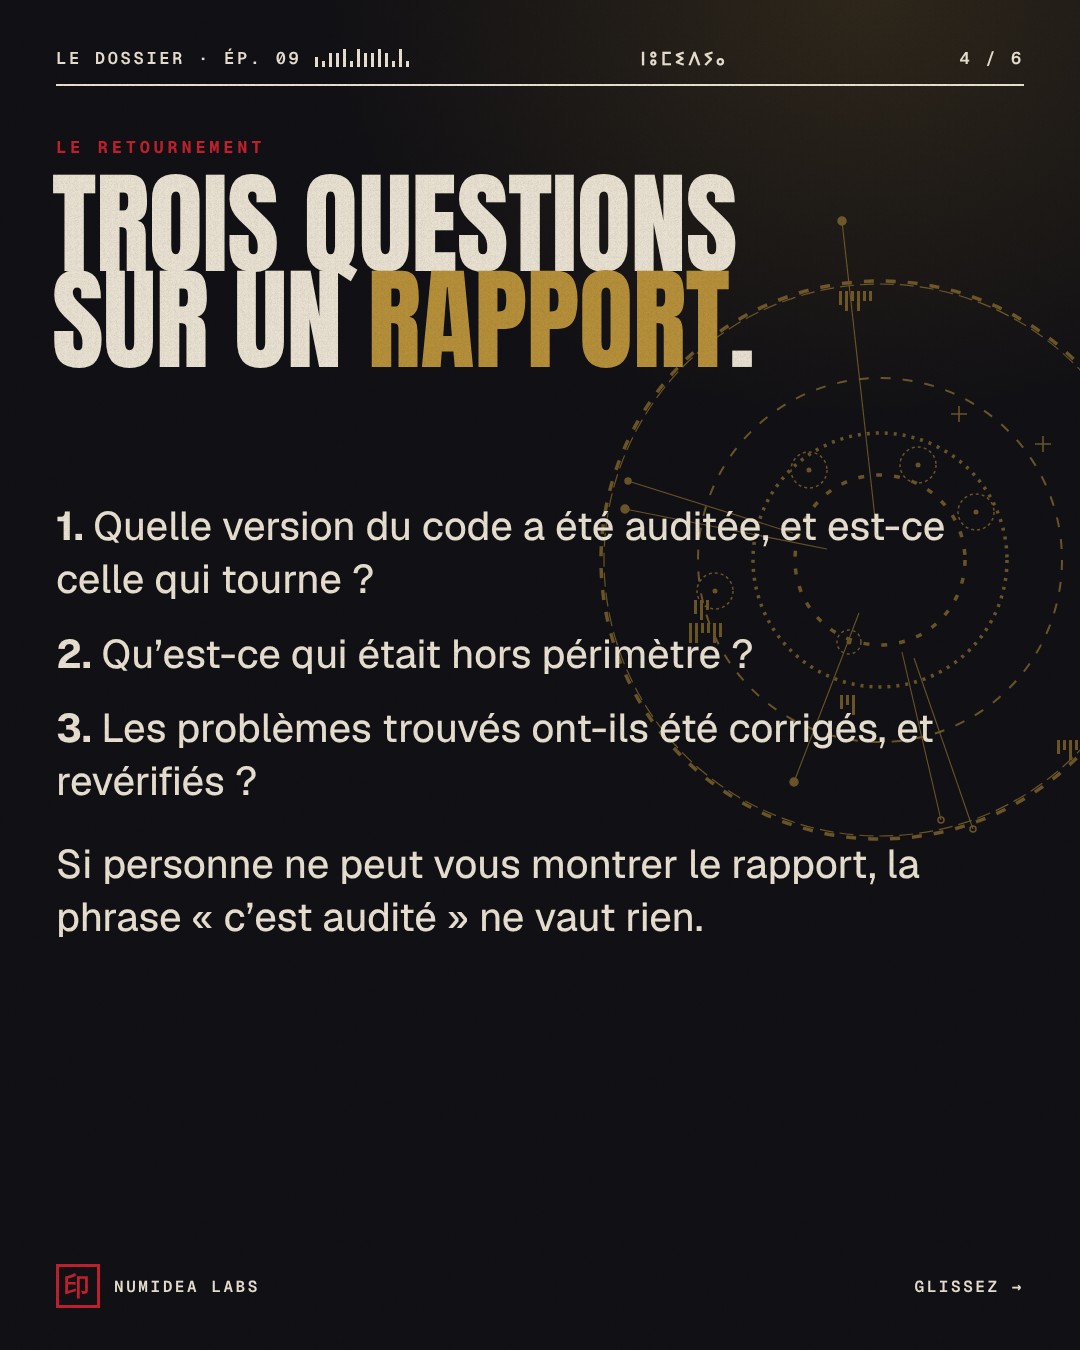 LE DOSSIER · ÉP. 09
ⵏⵓⵎⵉⴷⵢⴰ
4 / 6
LE RETOURNEMENT
TROIS QUESTIONS
SUR UN RAPPORT.
1. Quelle version du code a été auditée, et est-ce
celle qui tourne ?
2. Qu’est-ce qui était hors périmètre ?
3. Les problèmes trouvés ont-ils été corrigés, et
revérifiés ?
Si personne ne peut vous montrer le rapport, la
phrase « c’est audité » ne vaut rien.
印 NUMIDEA LABS
GLISSEZ →